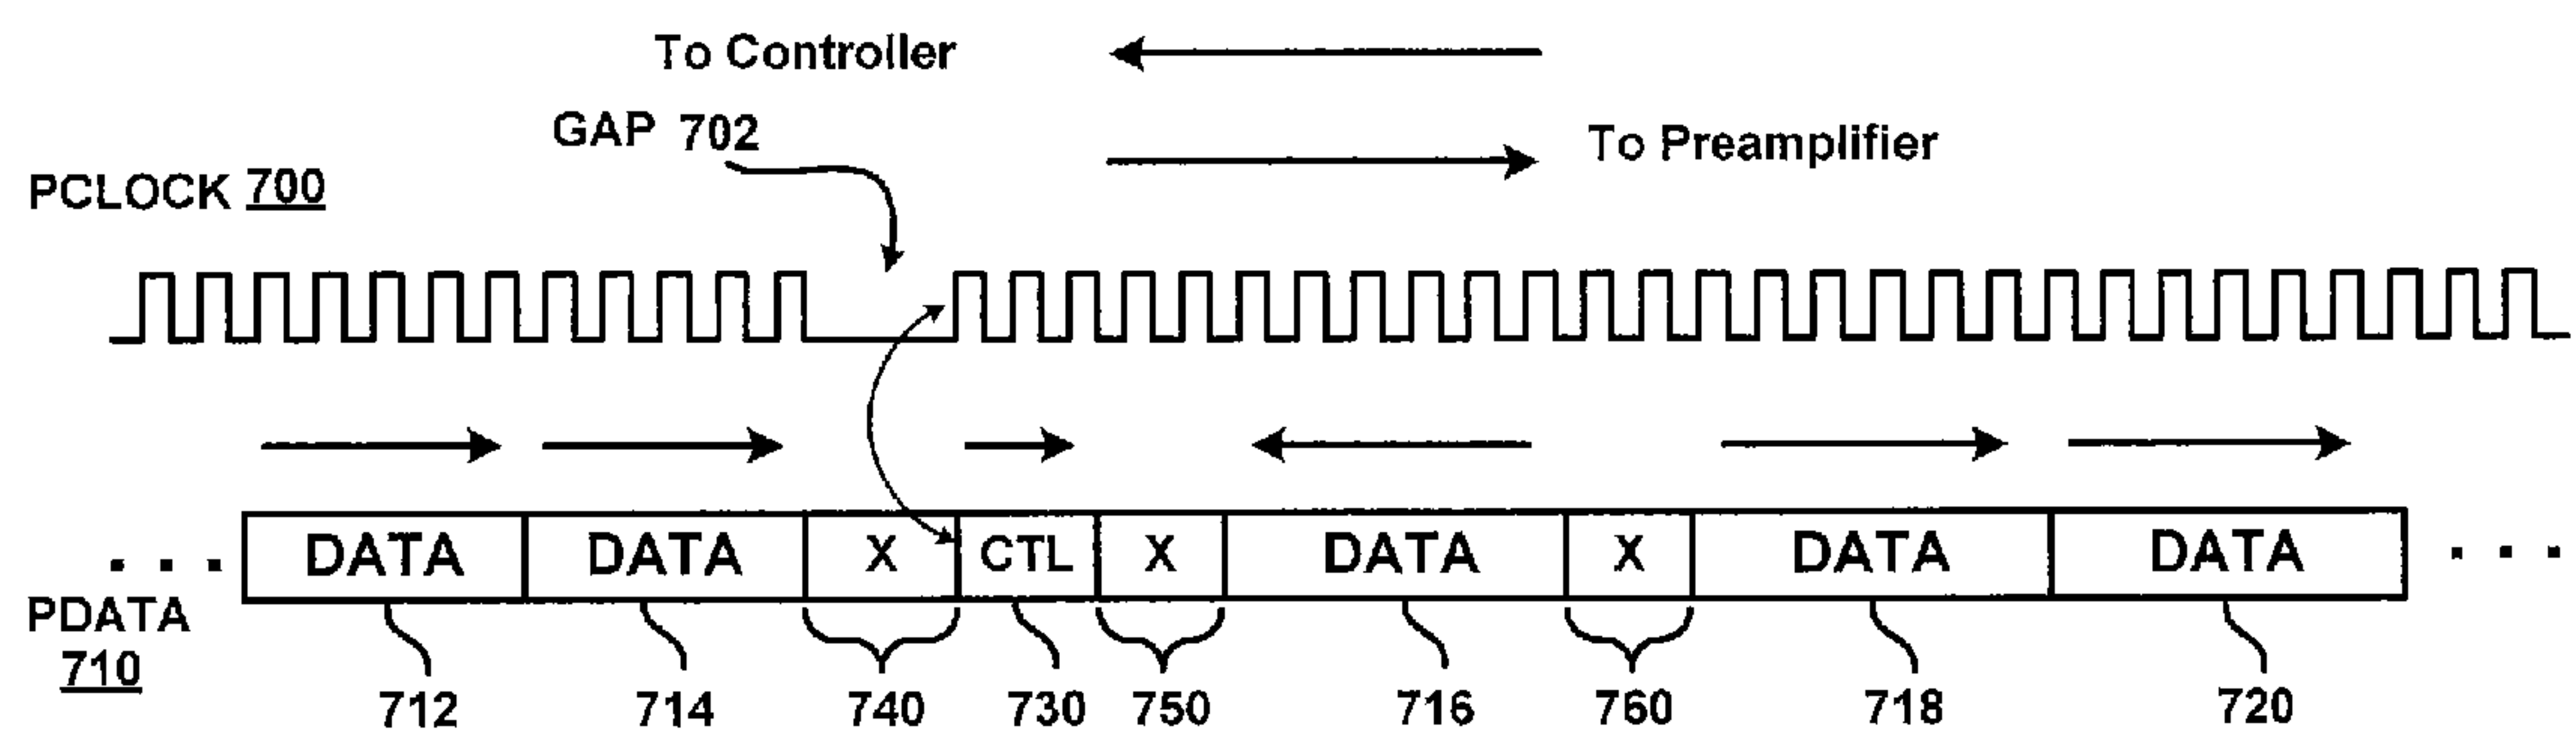 To Controller
GAP 702
To Preamplifier
PCLOCK 700
. . . DATA DATA X CTL X DATA X DATA DATA . . .
PDATA
710
712 714 740 730 750 716 760 718 720